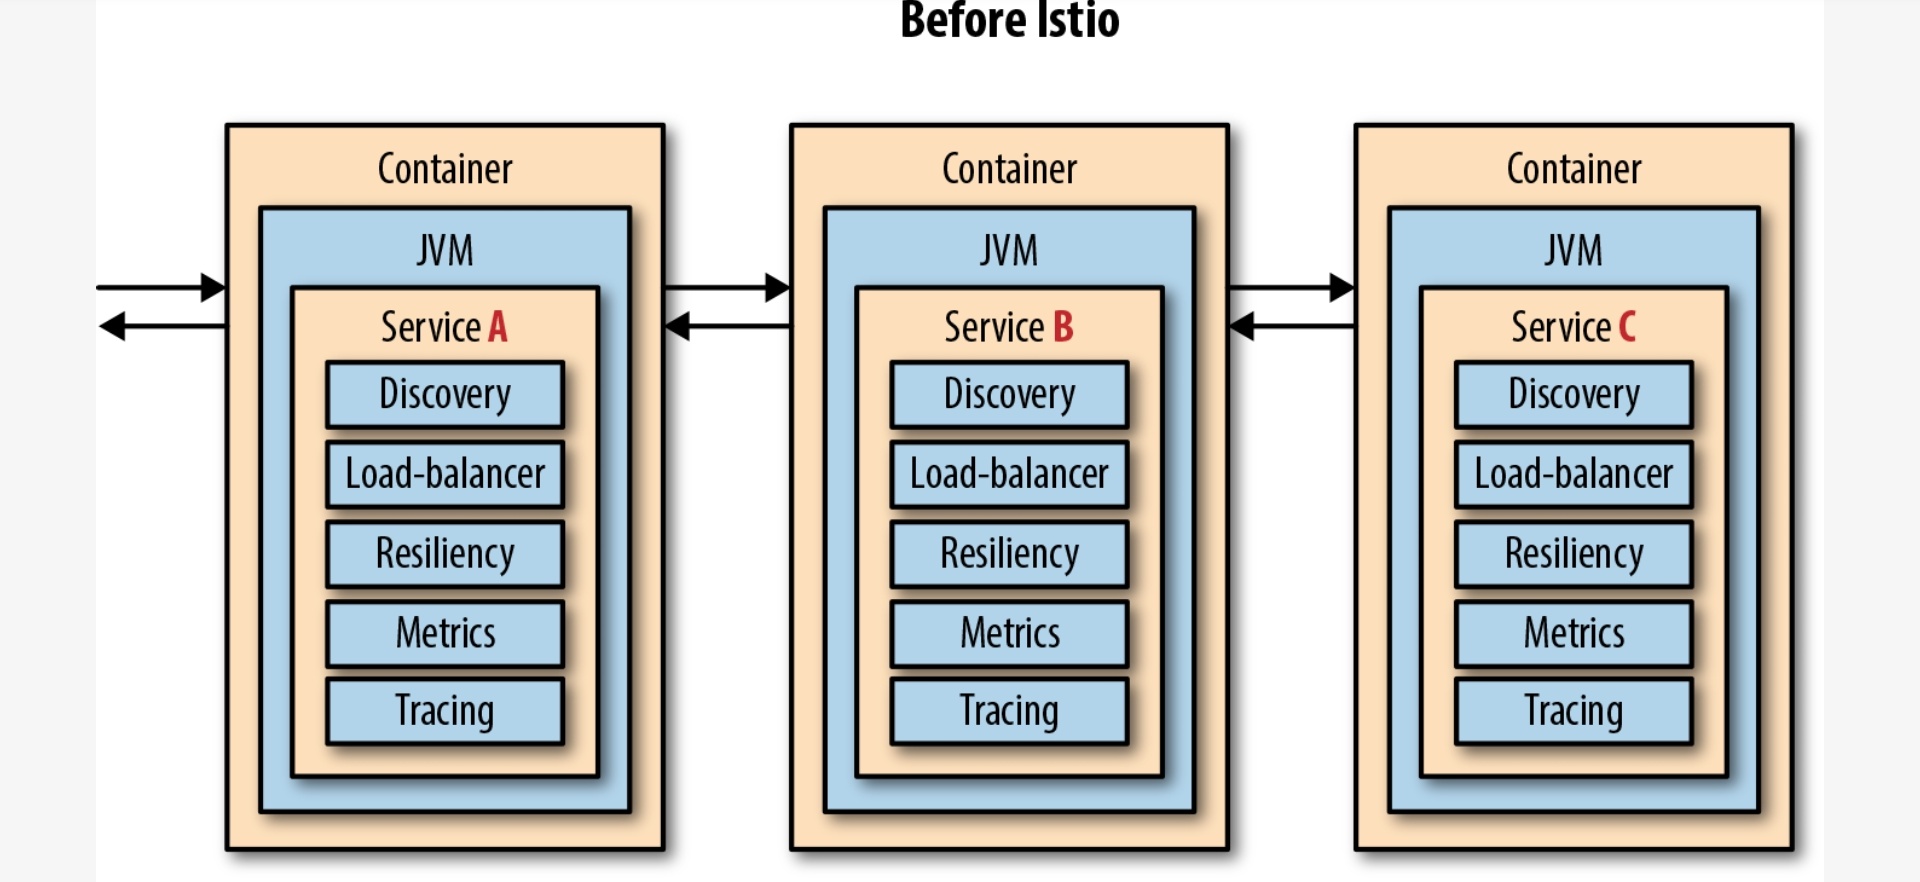 Before Istio
Container
JVM
Service A
Discovery
Load-balancer
Resiliency
Metrics
Tracing
Container
JVM
Service B
Discovery
Load-balancer
Resiliency
Metrics
Tracing
Container
JVM
Service C
Discovery
Load-balancer
Resiliency
Metrics
Tracing